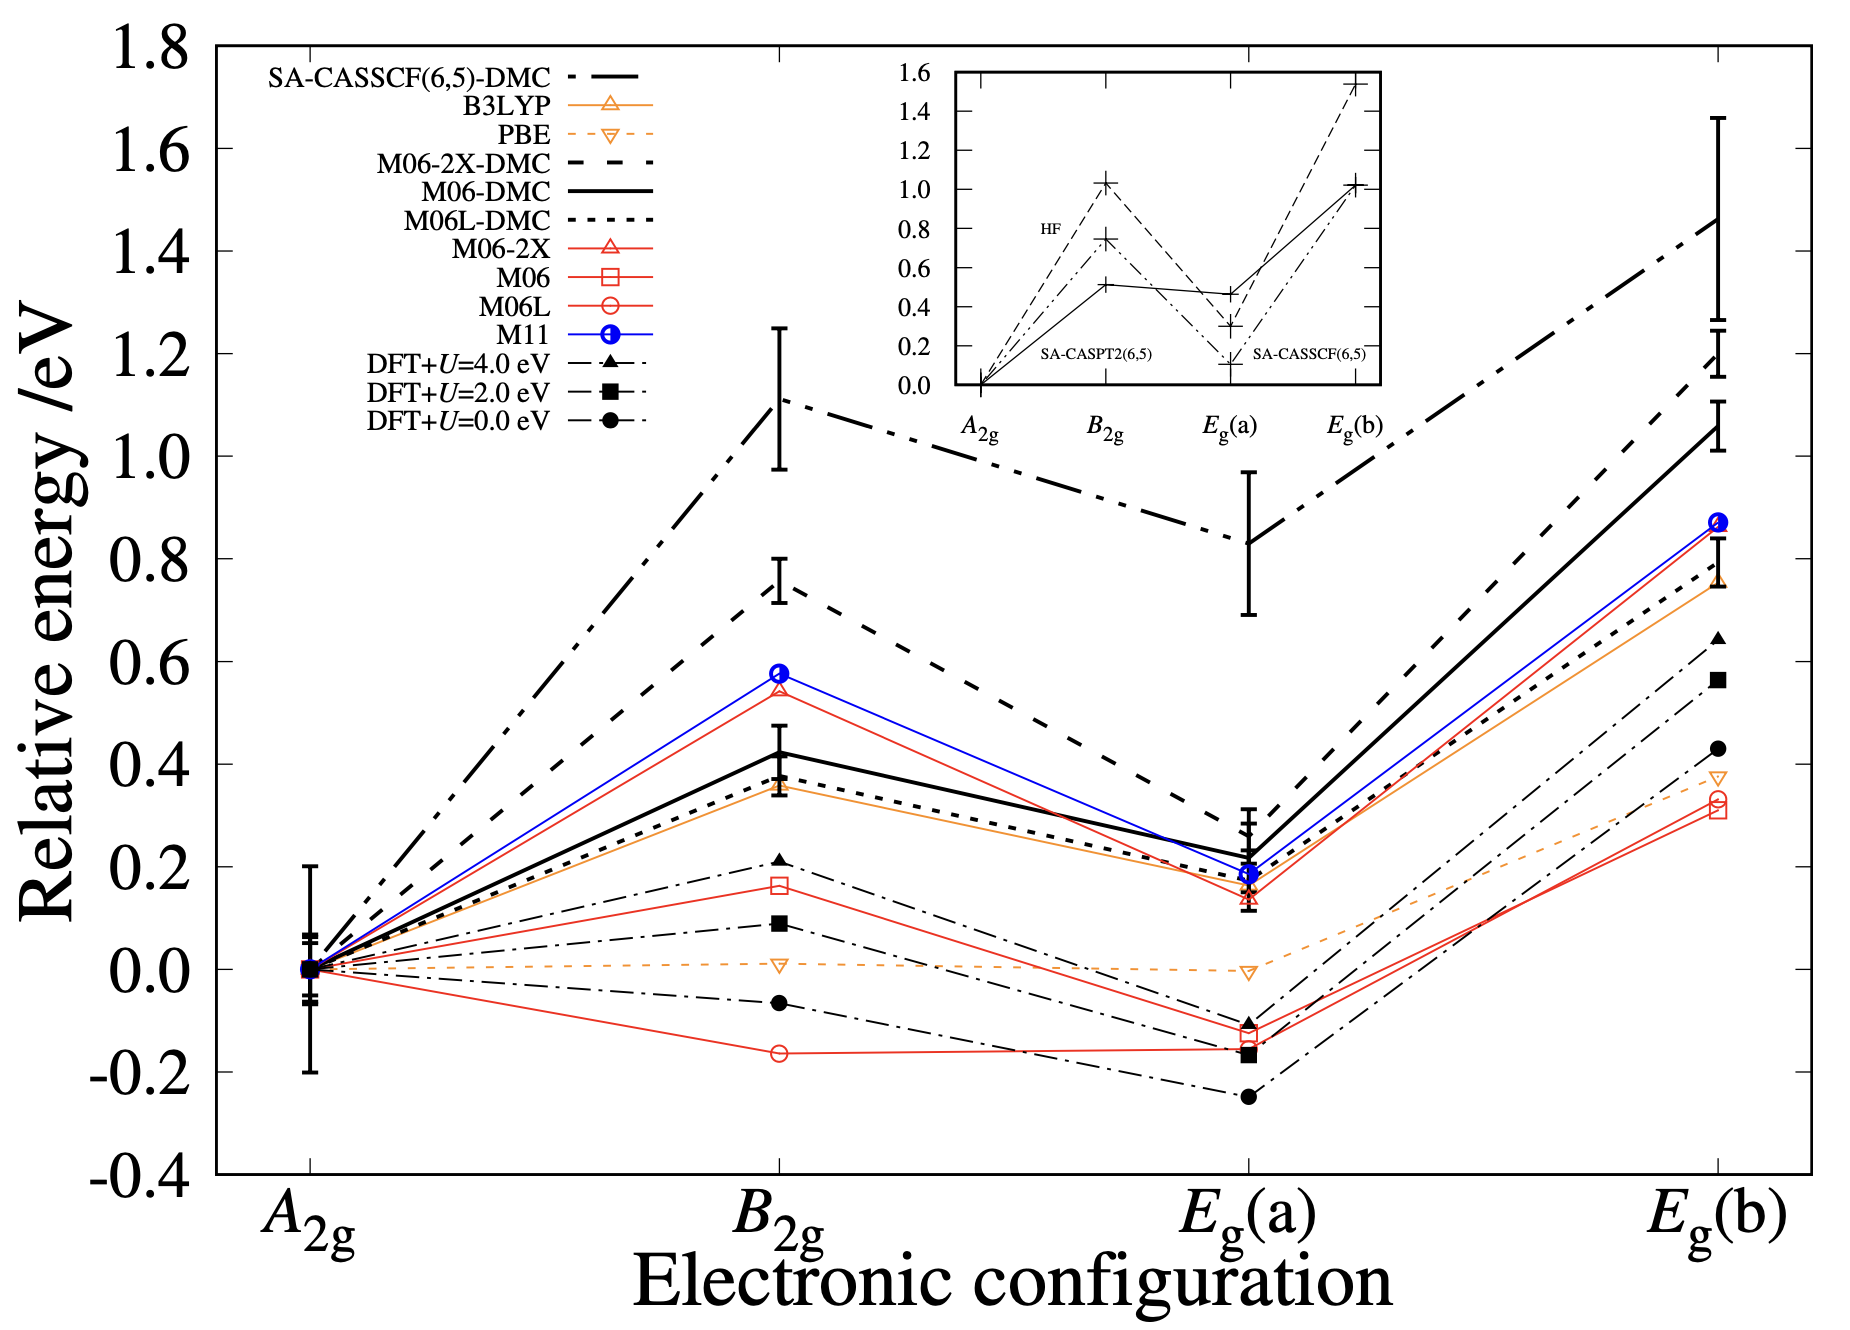 1.8
1.6
1.4
1.2
1.0
0.8
0.6
0.4
0.2
0.0
-0.2
-0.4
Relative energy /eV
SA-CASSCF(6,5)-DMC
B3LYP
PBE
M06-2X-DMC
M06-DMC
M06L-DMC
M06-2X
M06
M06L
M11
DFT+U=4.0 eV
DFT+U=2.0 eV
DFT+U=0.0 eV
1.6
1.4
1.2
1.0
0.8
0.6
0.4
0.2
0.0
HF
SA-CASPT2(6,5) SA-CASSCF(6,5)
A2g B2g Eg(a) Eg(b)
A2g B2g Eg(a) Eg(b)
Electronic configuration